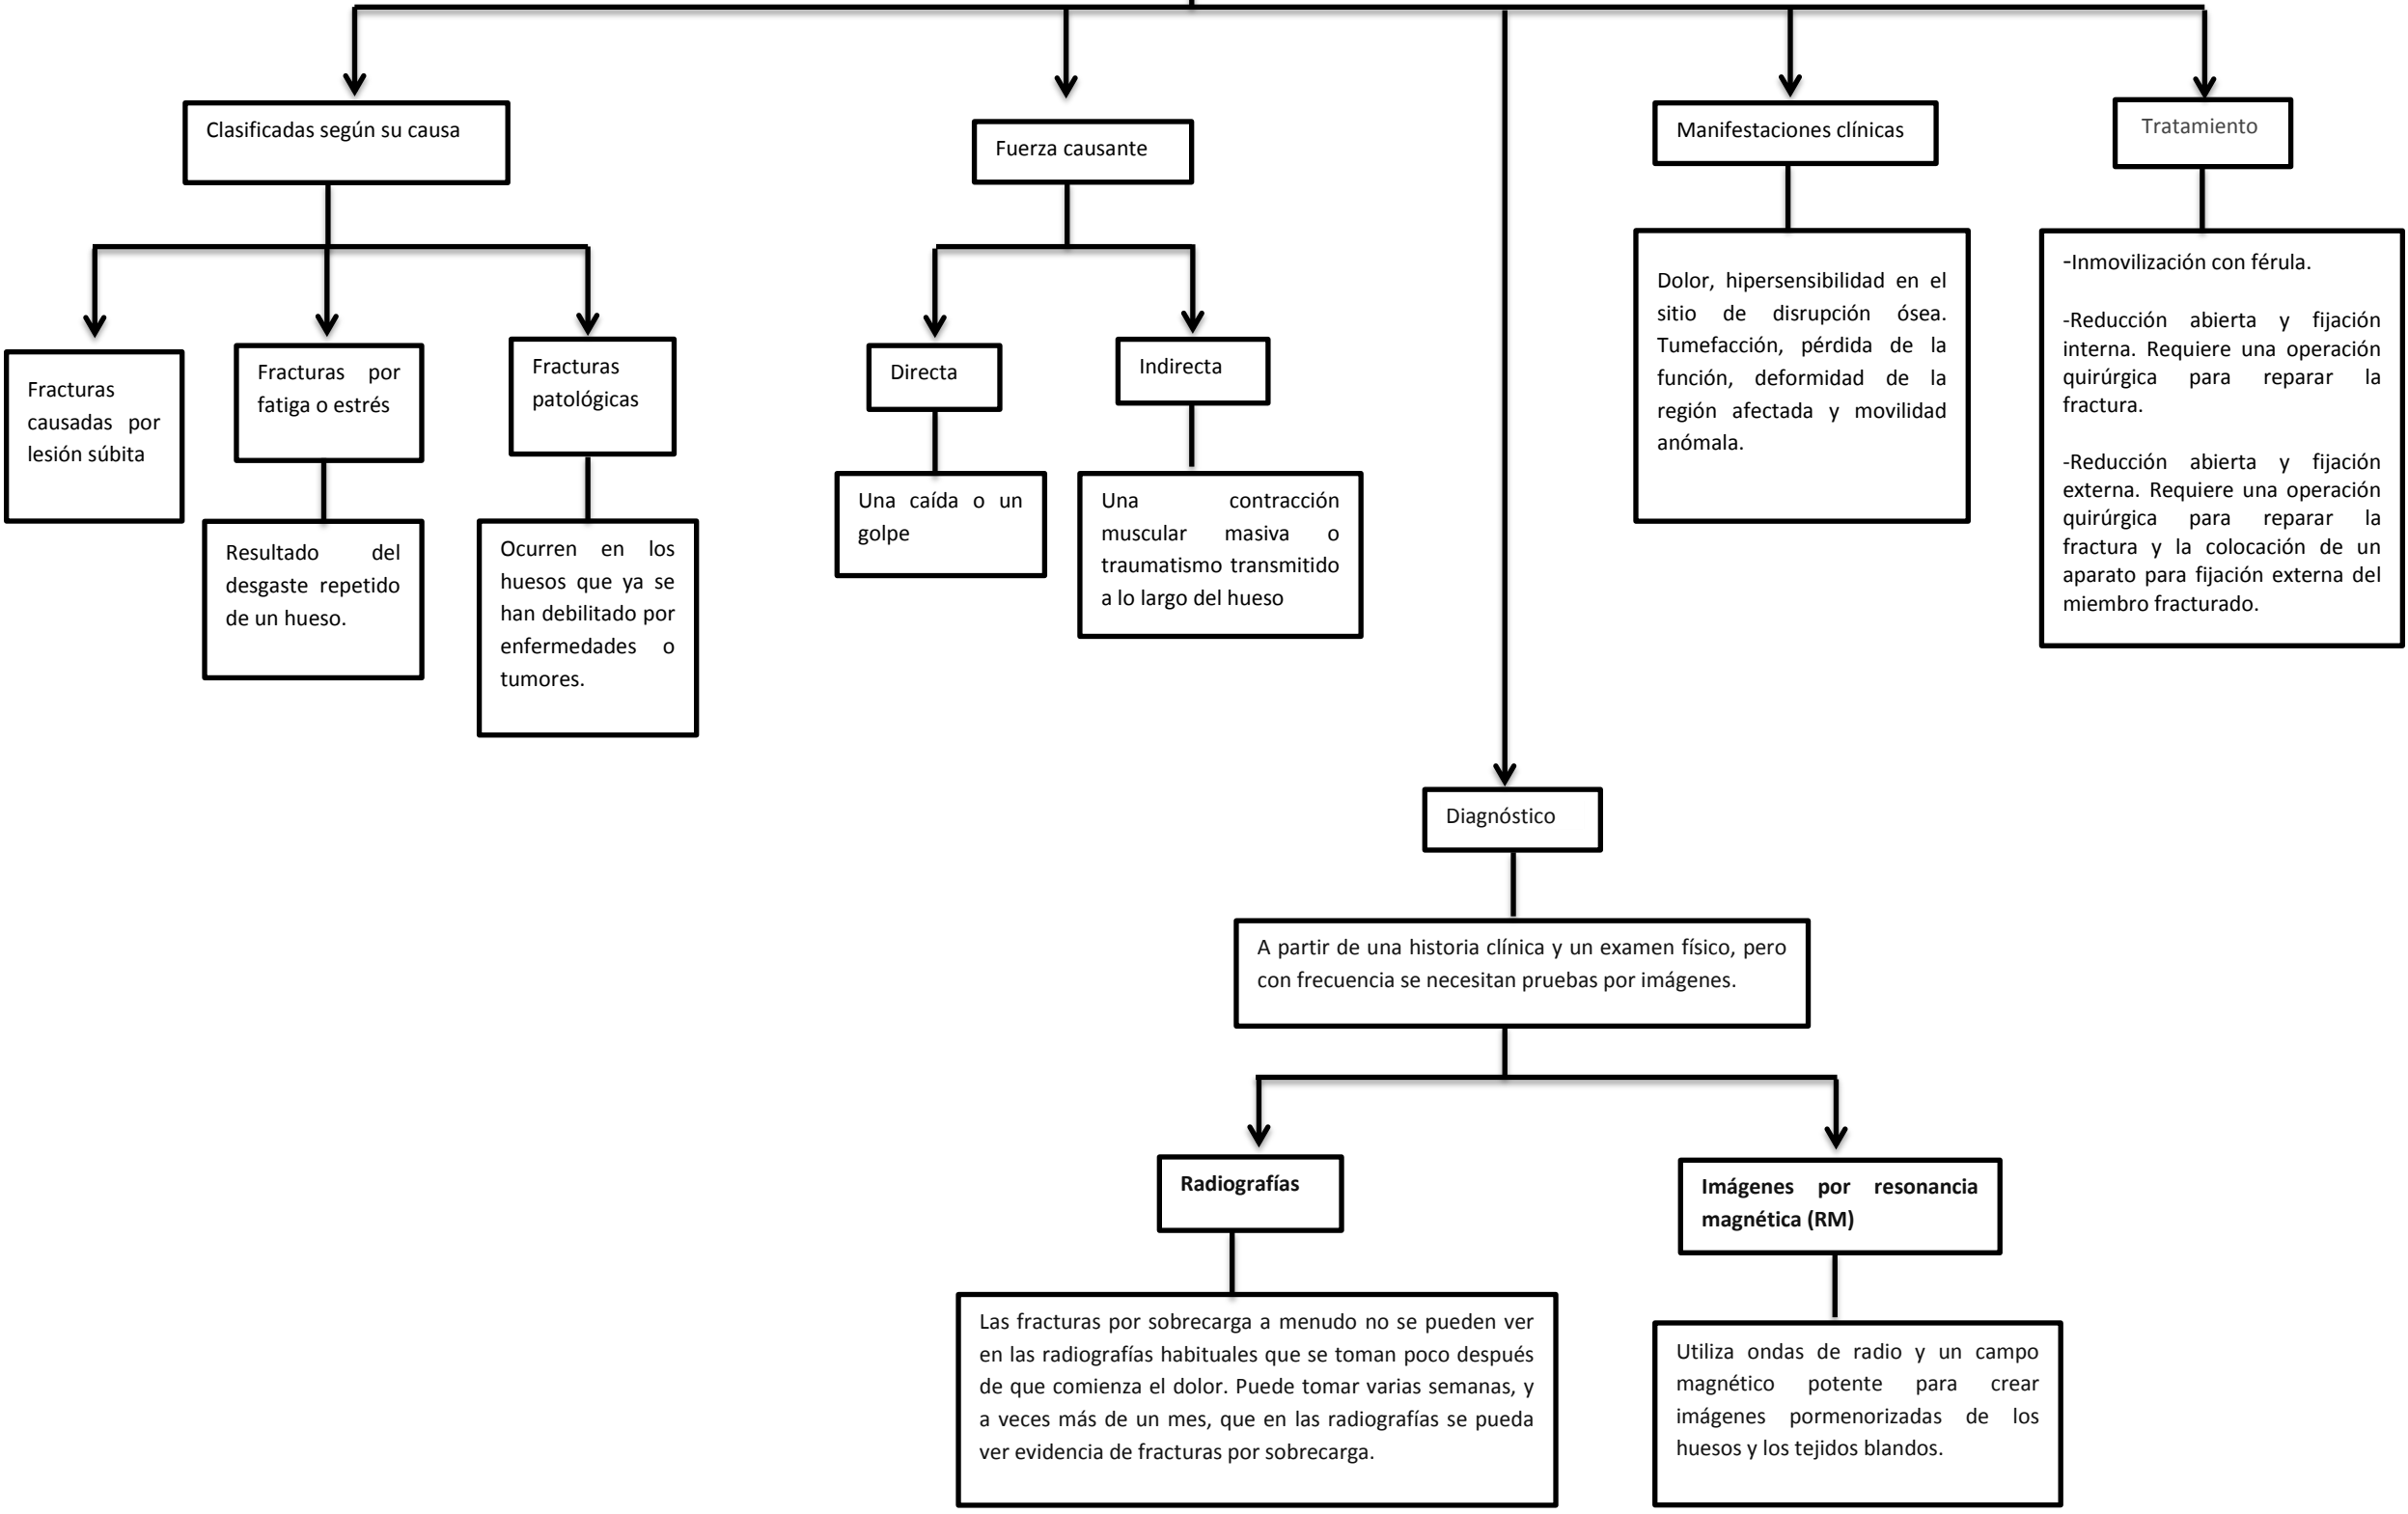 Clasificadas según su causa
Fuerza causante
Manifestaciones clínicas
Tratamiento
Fracturas
causadas por
lesión súbita
Fracturas por
fatiga o estrés
Resultado del
desgaste repetido
de un hueso.
Fracturas
patológicas
Ocurren en los
huesos que ya se
han debilitado por
enfermedades o
tumores.
Directa
Una caída o un
golpe
Indirecta
Una contracción
muscular masiva o
traumatismo transmitido
a lo largo del hueso
Dolor, hipersensibilidad en el
sitio de disrupción ósea.
Tumefacción, pérdida de la
función, deformidad de la
región afectada y movilidad
anómala.
-Inmovilización con férula.
-Reducción abierta y fijación
interna. Requiere una operación
quirúrgica para reparar la
fractura.
-Reducción abierta y fijación
externa. Requiere una operación
quirúrgica para reparar la
fractura y la colocación de un
aparato para fijación externa del
miembro fracturado.
Diagnóstico
A partir de una historia clínica y un examen físico, pero
con frecuencia se necesitan pruebas por imágenes.
Radiografías
Las fracturas por sobrecarga a menudo no se pueden ver
en las radiografías habituales que se toman poco después
de que comienza el dolor. Puede tomar varias semanas, y
a veces más de un mes, que en las radiografías se pueda
ver evidencia de fracturas por sobrecarga.
Imágenes por resonancia
magnética (RM)
Utiliza ondas de radio y un campo
magnético potente para crear
imágenes pormenorizadas de los
huesos y los tejidos blandos.